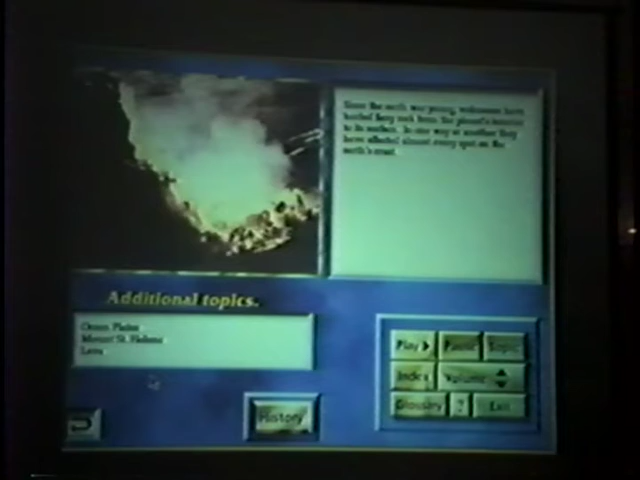 Since the earth was young, volcanoes have
hurled fiery rock from the planet's interior
to its surface. In one way or another they
have affected almost every spot on the
earth's crust.
Additional topics.
Ocean Plains
Mount St. Helens
Lava
Play Pause Topic
Index Volume
Glossary ? Exit
History